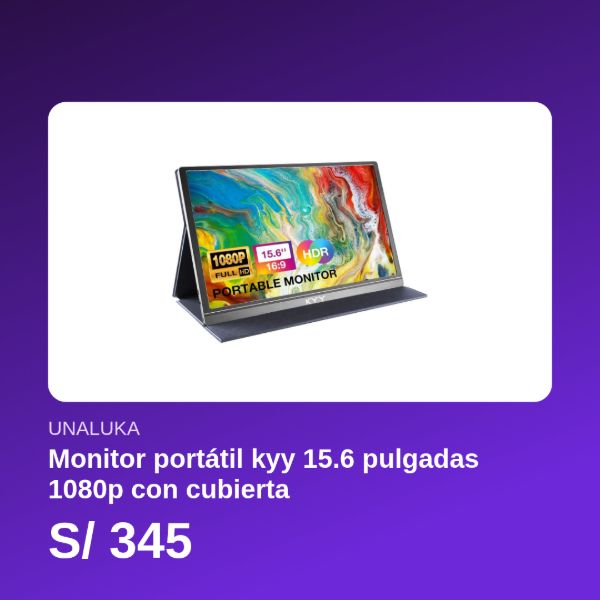 1080P
FULL HD
15.6"
16:9
HDR
PORTABLE MONITOR
KYY
UNALUKA
Monitor portátil kyy 15.6 pulgadas
1080p con cubierta
S/ 345